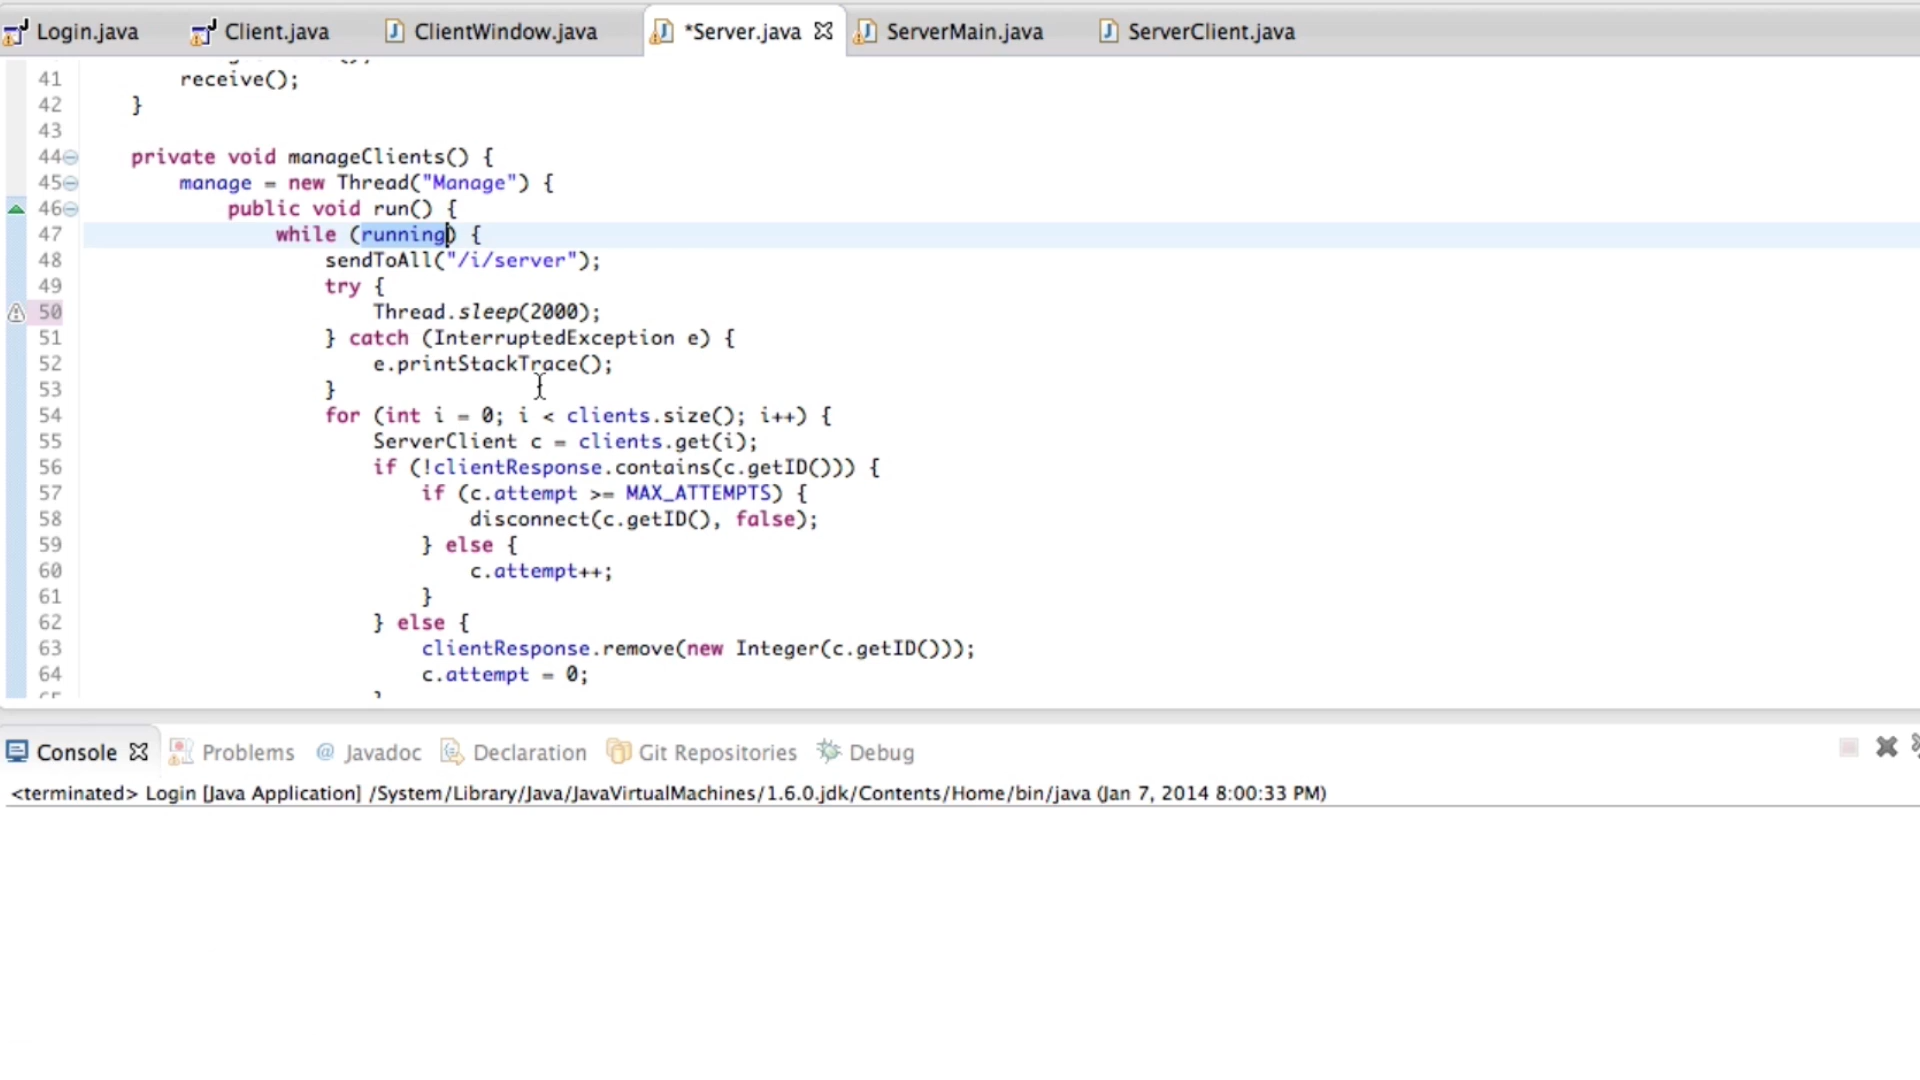 Login.java Client.java ClientWindow.java *Server.java ServerMain.java ServerClient.java
41 receive();
42 }
43
44 private void manageClients() {
45 manage = new Thread("Manage") {
46 public void run() {
47 while (running) {
48 sendToAll("/i/server");
49 try {
50 Thread.sleep(2000);
51 } catch (InterruptedException e) {
52 e.printStackTrace();
53 }
54 for (int i = 0; i < clients.size(); i++) {
55 ServerClient c = clients.get(i);
56 if (!clientResponse.contains(c.getID())) {
57 if (c.attempt >= MAX_ATTEMPTS) {
58 disconnect(c.getID(), false);
59 } else {
60 c.attempt++;
61 }
62 } else {
63 clientResponse.remove(new Integer(c.getID()));
64 c.attempt = 0;
Console Problems @ Javadoc Declaration Git Repositories Debug
<terminated> Login [Java Application] /System/Library/Java/JavaVirtualMachines/1.6.0.jdk/Contents/Home/bin/java (Jan 7, 2014 8:00:33 PM)